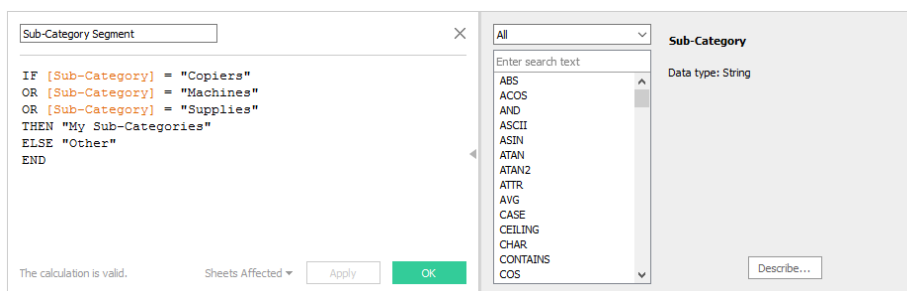 Sub-Category Segment
IF [Sub-Category] = "Copiers"
OR [Sub-Category] = "Machines"
OR [Sub-Category] = "Supplies"
THEN "My Sub-Categories"
ELSE "Other"
END
The calculation is valid.
Sheets Affected
Apply
OK
All
Enter search text
ABS
ACOS
AND
ASCII
ASIN
ATAN
ATAN2
ATTR
AVG
CASE
CEILING
CHAR
CONTAINS
COS
Sub-Category
Data type: String
Describe...